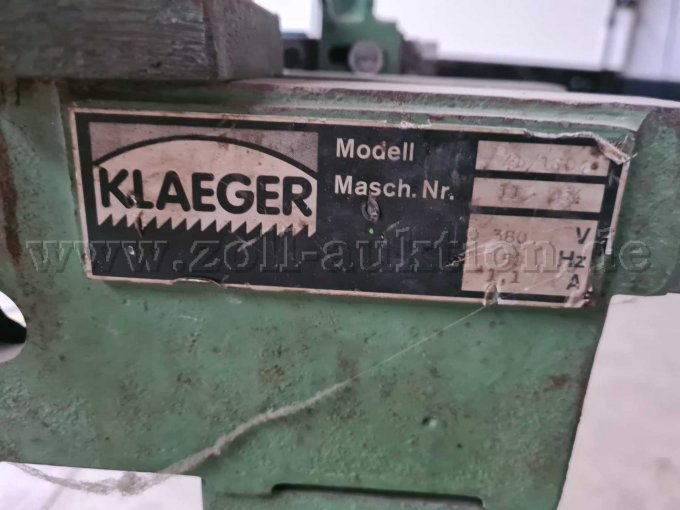 KLAEGER
Modell
Masch. Nr.
380 V
Hz
A
www.zoll-auktion.de